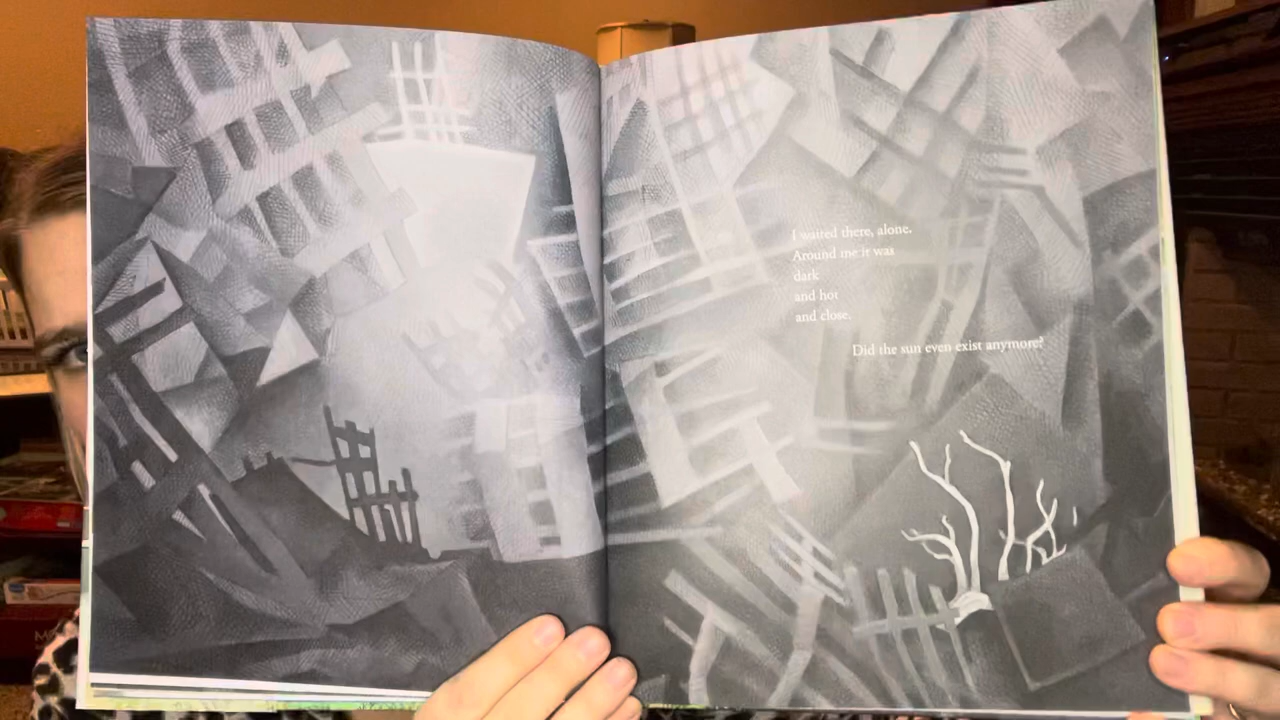 I waited there, alone.
Around me it was
dark
and hot
and close.
Did the sun even exist anymore?